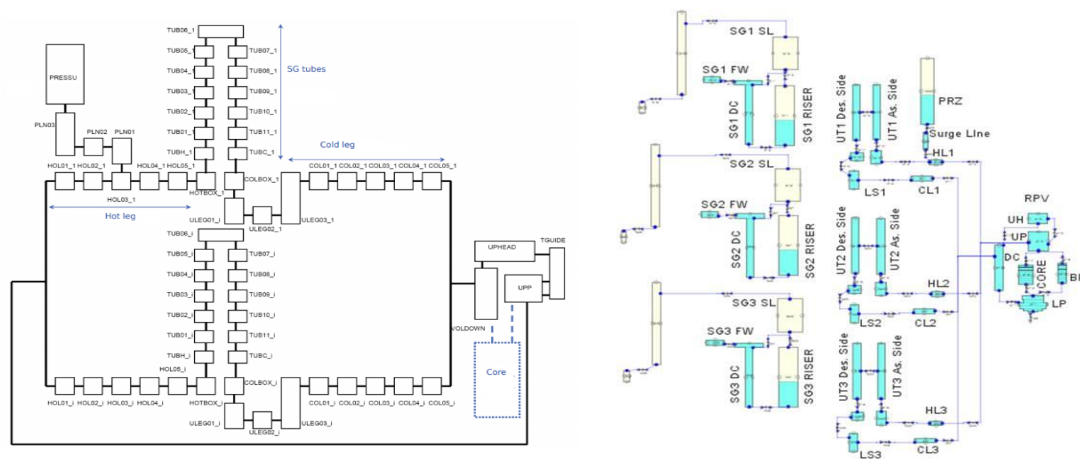 TUB06_1
TUB05_1
TUB07_1
TUB04_1
TUB08_1
SG tubes
TUB03_1
TUB09_1
TUB02_1
TUB10_1
TUB01_1
TUB11_1
TUBH_1
TUBC_1
PRESSU
PLN03
PLN02
PLN01
HOL01_1
HOL02_1
HOL04_1
HOL05_1
HOL03_1
HOTBOX_1
Hot leg
COLBOX_1
ULEG01_i
ULEG02_1
ULEG03_1
Cold leg
COL01_1
COL02_1
COL03_1
COL04_1
COL05_1
TUB06_i
TUB05_i
TUB07_i
TUB04_i
TUB08_i
TUB03_i
TUB09_i
TUB02_i
TUB10_i
TUB01_i
TUB11_i
TUBH_i
TUBC_i
HOL05_i
HOL01_i
HOL02_i
HOL03_i
HOL04_i
HOTBOX_i
COLBOX_i
ULEG01_i
ULEG02_i
ULEG03_i
COL01_i
COL02_i
COL03_i
COL04_i
COL05_i
UPHEAD
TGUIDE
UPP
VOLDOWN
Core
SG1 SL
SG1 FW
SG1 DC
SG1 RISER
SG2 SL
SG2 FW
SG2 DC
SG2 RISER
SG3 SL
SG3 FW
SG3 DC
SG3 RISER
UT1 Des. Side
UT1 As. Side
PRZ
Surge Line
HL1
LS1
CL1
UT2 Des. Side
UT2 As. Side
HL2
LS2
CL2
UT3 Des. Side
UT3 As. Side
HL3
LS3
CL3
RPV
UH
UP
DC
CORE
LP